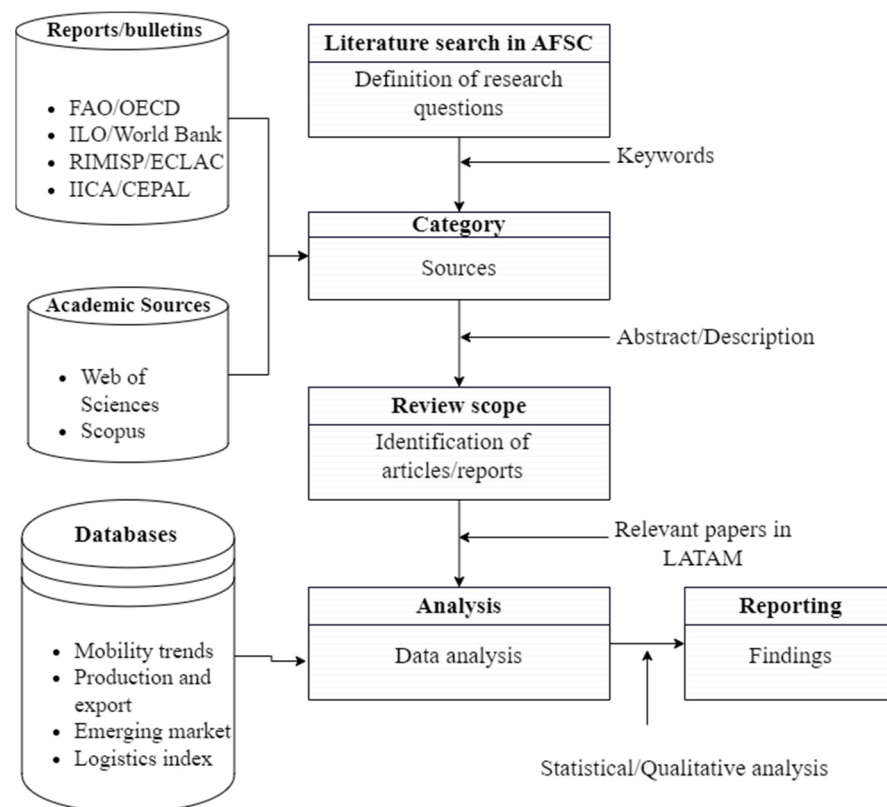 Reports/bulletins
• FAO/OECD
• ILO/World Bank
• RIMISP/ECLAC
• IICA/CEPAL
Literature search in AFSC
Definition of research
questions
Keywords
Category
Sources
Academic Sources
• Web of
Sciences
• Scopus
Abstract/Description
Review scope
Identification of
articles/reports
Relevant papers in
LATAM
Databases
• Mobility trends
• Production and
export
• Emerging market
• Logistics index
Analysis
Data analysis
Reporting
Findings
Statistical/Qualitative analysis